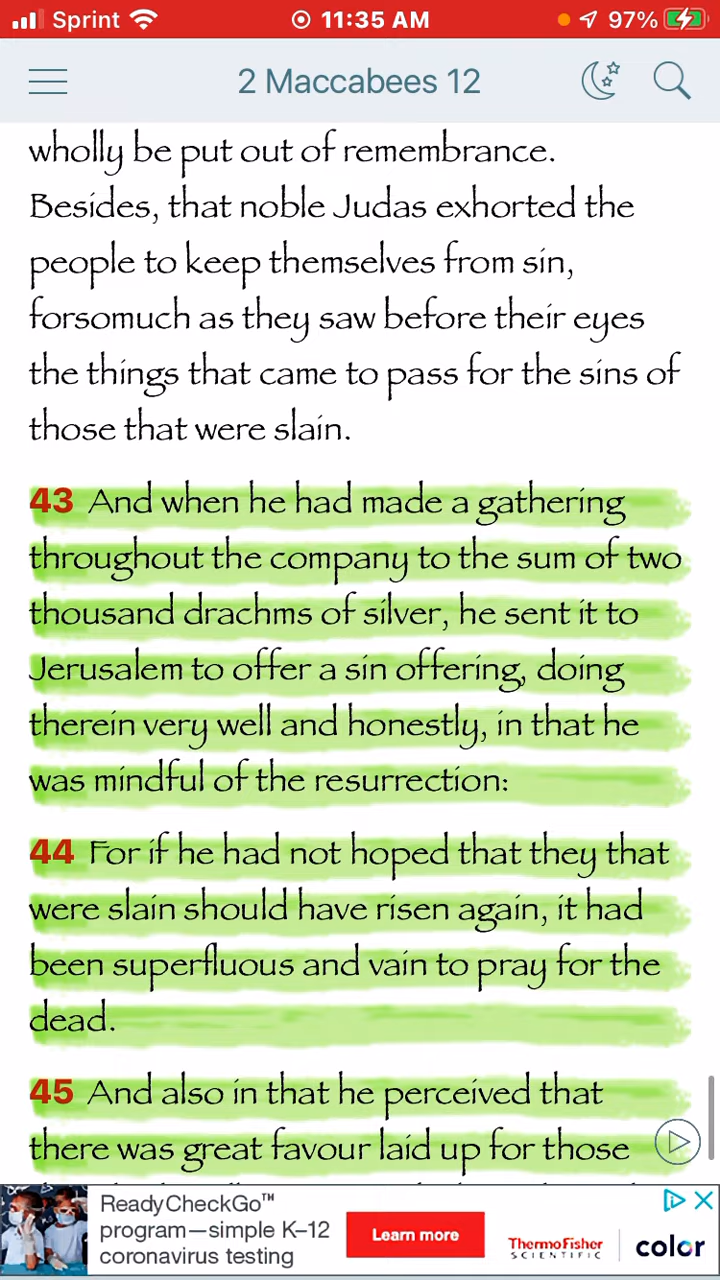 Sprint 11:35 AM 97%
2 Maccabees 12
wholly be put out of remembrance.
Besides, that noble Judas exhorted the
people to keep themselves from sin,
forsomuch as they saw before their eyes
the things that came to pass for the sins of
those that were slain.
43 And when he had made a gathering
throughout the company to the sum of two
thousand drachms of silver, he sent it to
Jerusalem to offer a sin offering, doing
therein very well and honestly, in that he
was mindful of the resurrection:
44 For if he had not hoped that they that
were slain should have risen again, it had
been superfluous and vain to pray for the
dead.
45 And also in that he perceived that
there was great favour laid up for those
ReadyCheckGo™
program—simple K–12
coronavirus testing
Learn more
ThermoFisher
SCIENTIFIC
color